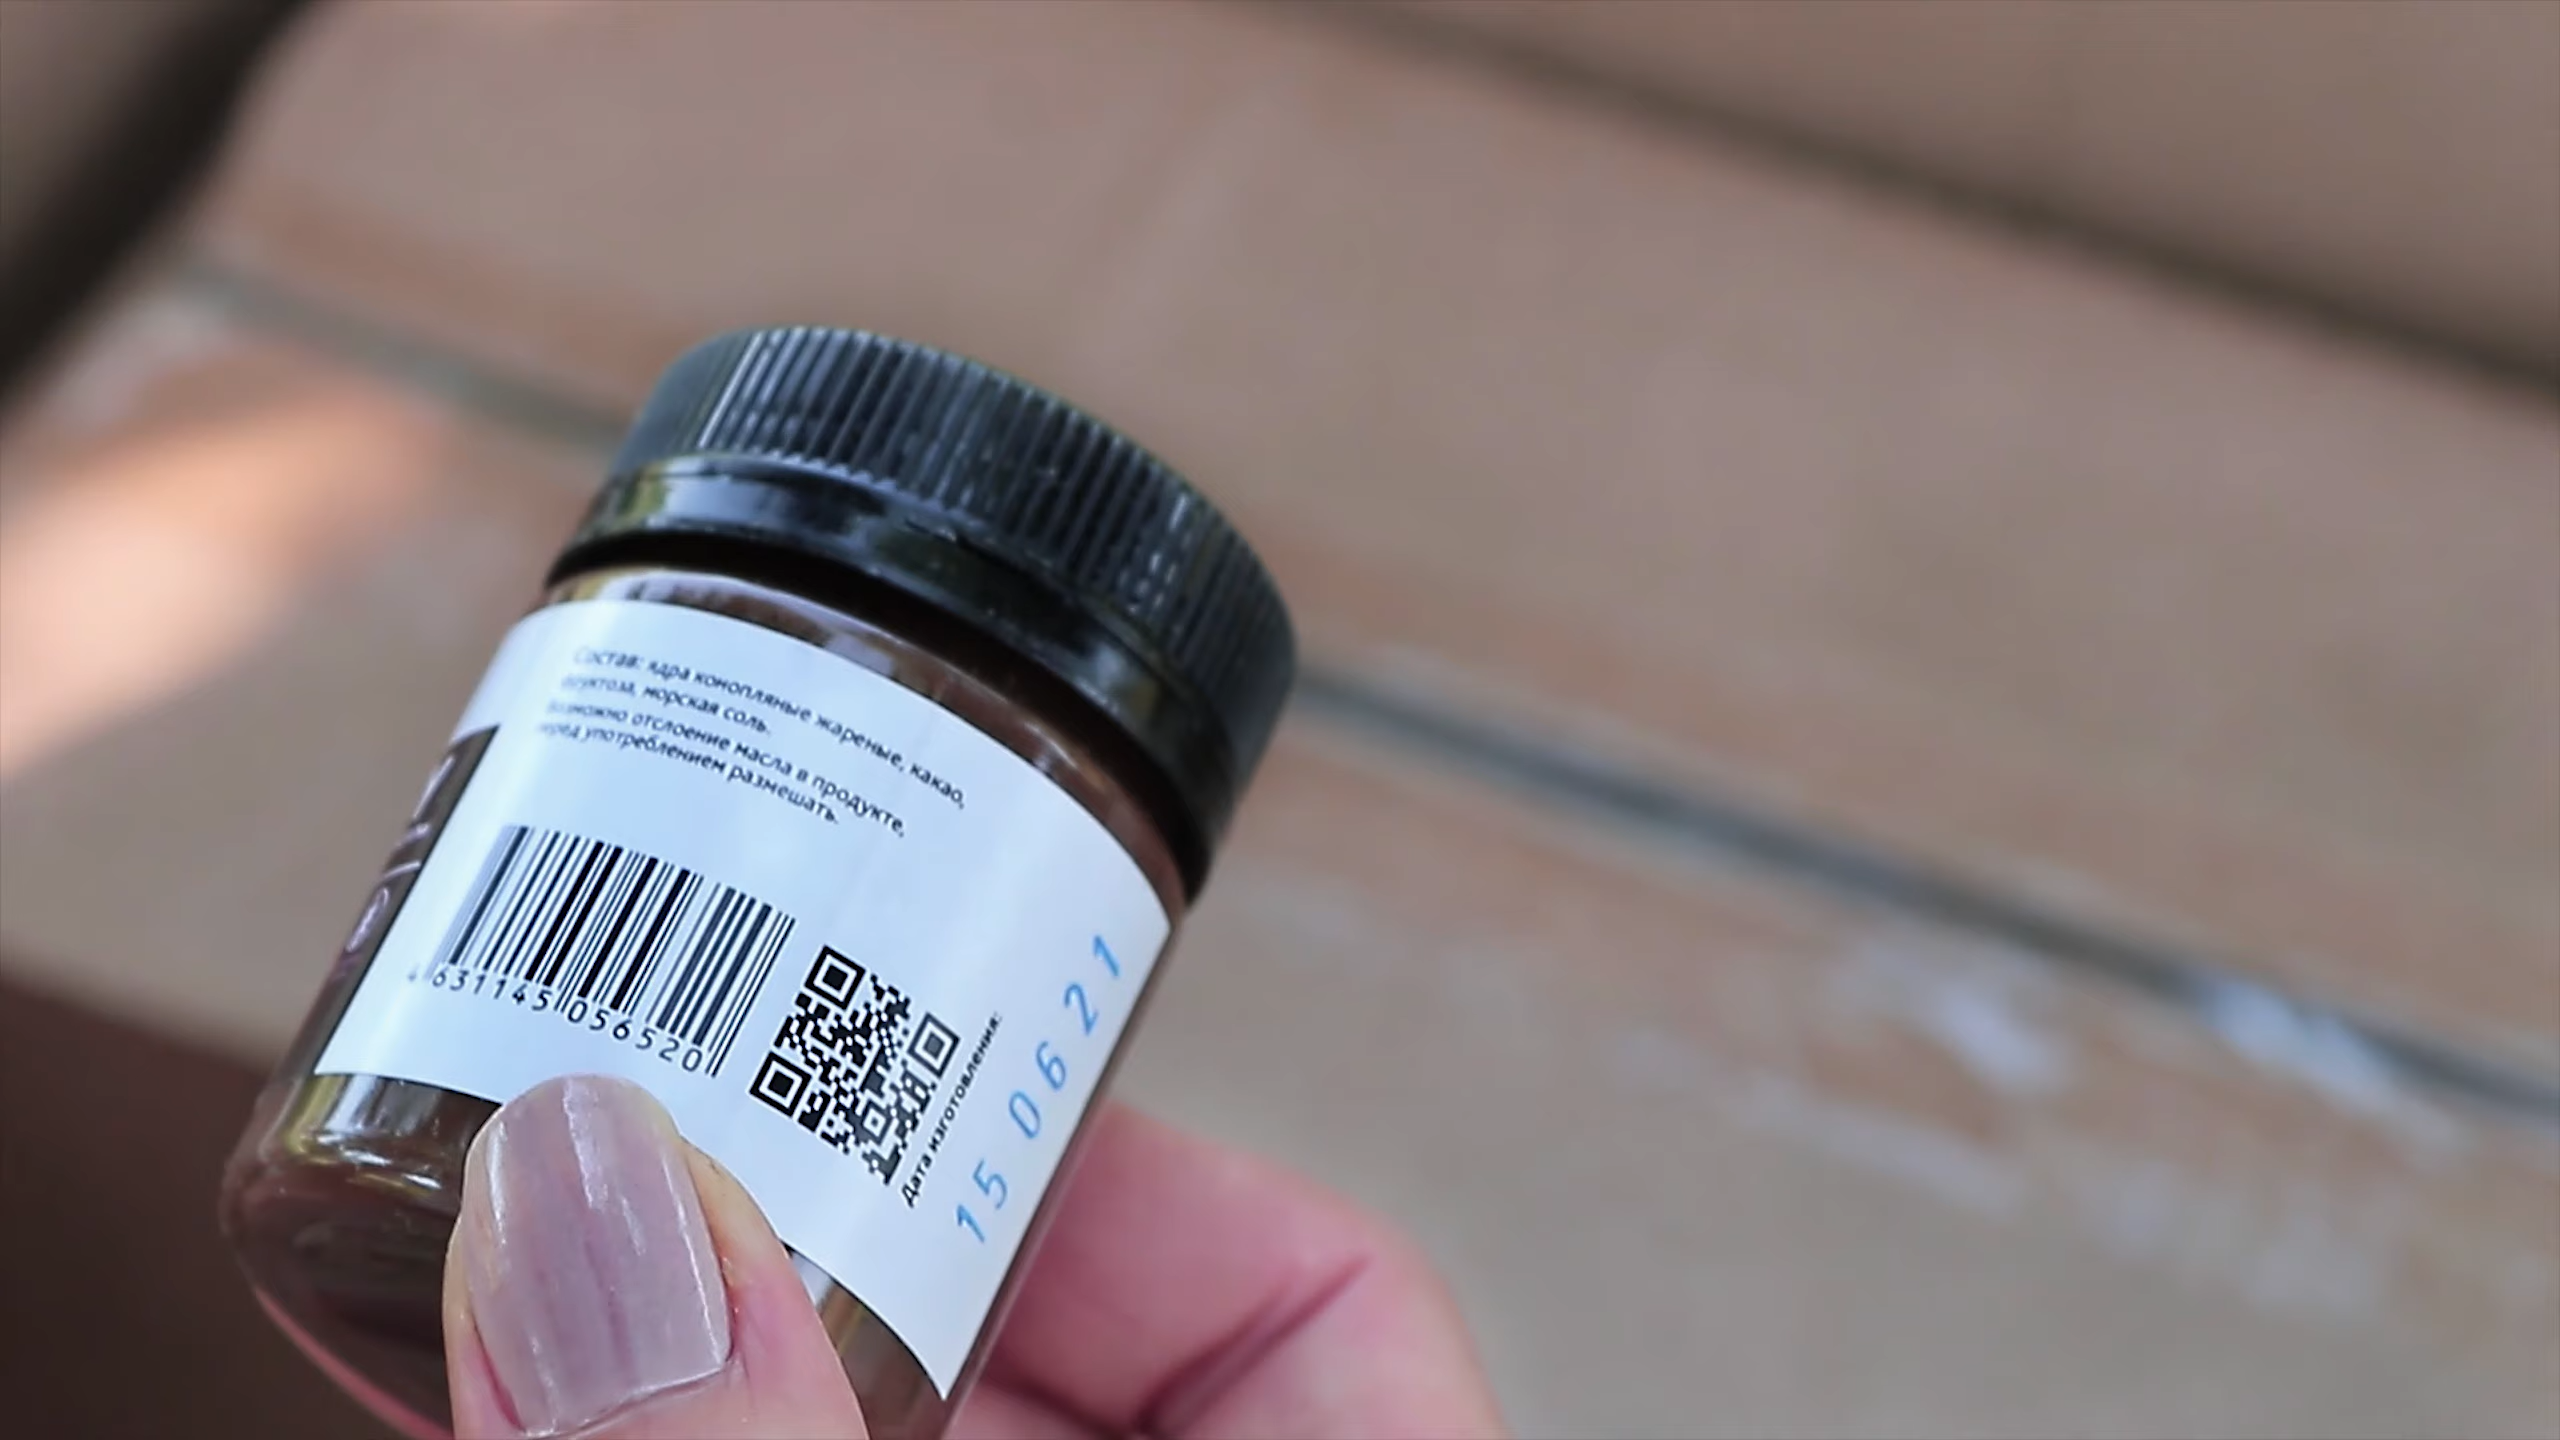 Состав: ядра конопляные жареные, какао,
фруктоза, морская соль.
Возможно отслоение масла в продукте,
перед употреблением размешать.
4 631145 056520
Дата изготовления:
15 06 21